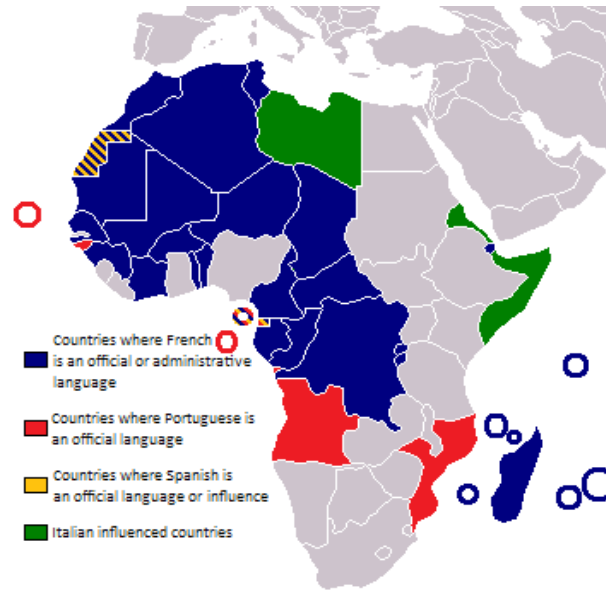 Countries where French
is an official or administrative
language
Countries where Portuguese is
an official language
Countries where Spanish is
an official language or influence
Italian influenced countries